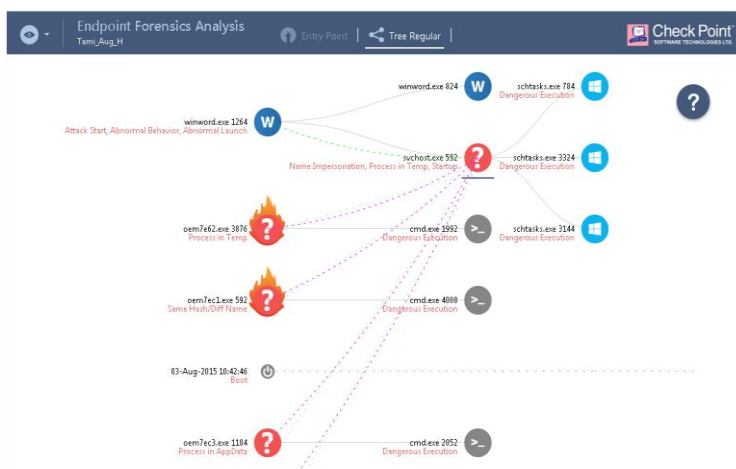 Endpoint Forensics Analysis
Tami_Aug_H
Entry Point
Tree Regular
Check Point
SOFTWARE TECHNOLOGIES LTD.
winword.exe 824
schtasks.exe 784
Dangerous Execution
?
winword.exe 1264
Attack Start, Abnormal Behavior, Abnormal Launch
svchost.exe 592
Name Impersonation, Process in Temp, Startup
schtasks.exe 3324
Dangerous Execution
oem7e62.exe 3876
Process in Temp
cmd.exe 1992
Dangerous Execution
schtasks.exe 3144
Dangerous Execution
oem7ec1.exe 592
Same Hash/Diff Name
cmd.exe 4008
Dangerous Execution
03-Aug-2015 10:42:46
Boot
oem7ec3.exe 1184
Process in AppData
cmd.exe 2052
Dangerous Execution